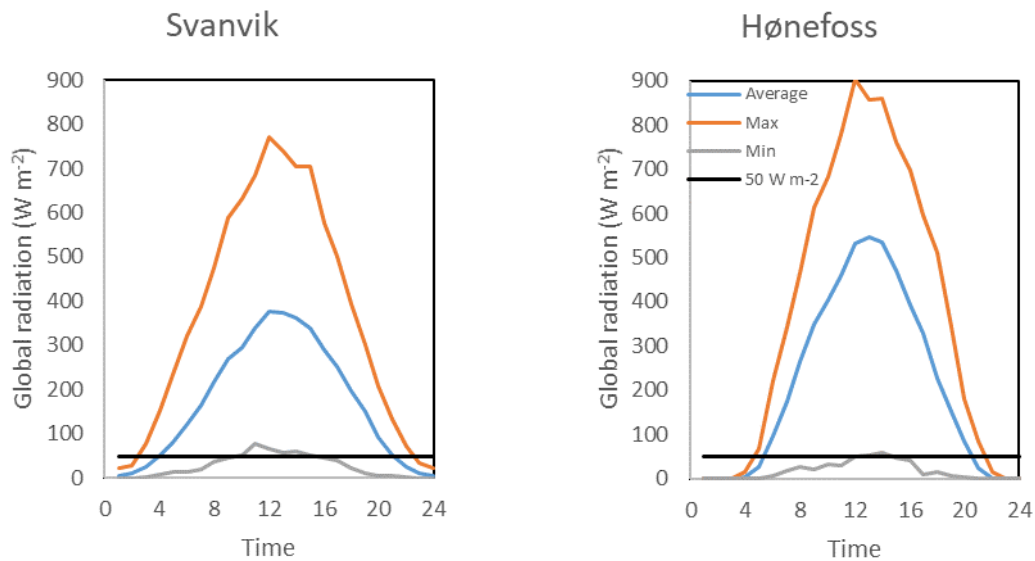 Svanvik
Global radiation (W m-2)
900
800
700
600
500
400
300
200
100
0
0 4 8 12 16 20 24
Time
Hønefoss
Global radiation (W m-2)
900
800
700
600
500
400
300
200
100
0
Average
Max
Min
50 W m-2
0 4 8 12 16 20 24
Time